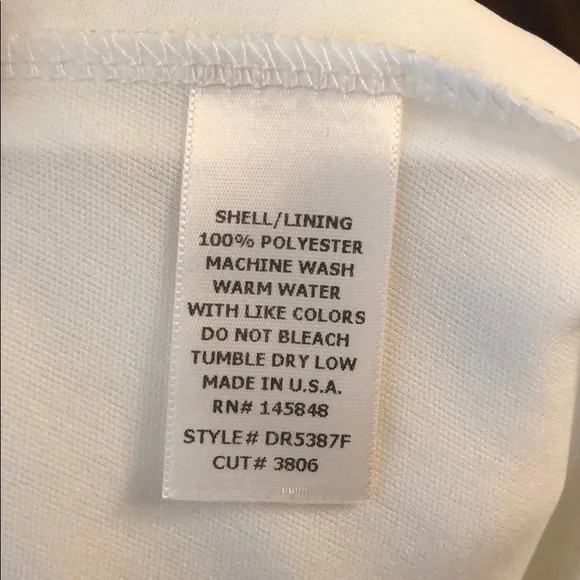 SHELL/LINING
100% POLYESTER
MACHINE WASH
WARM WATER
WITH LIKE COLORS
DO NOT BLEACH
TUMBLE DRY LOW
MADE IN U.S.A.
RN# 145848
STYLE# DR5387F
CUT# 3806